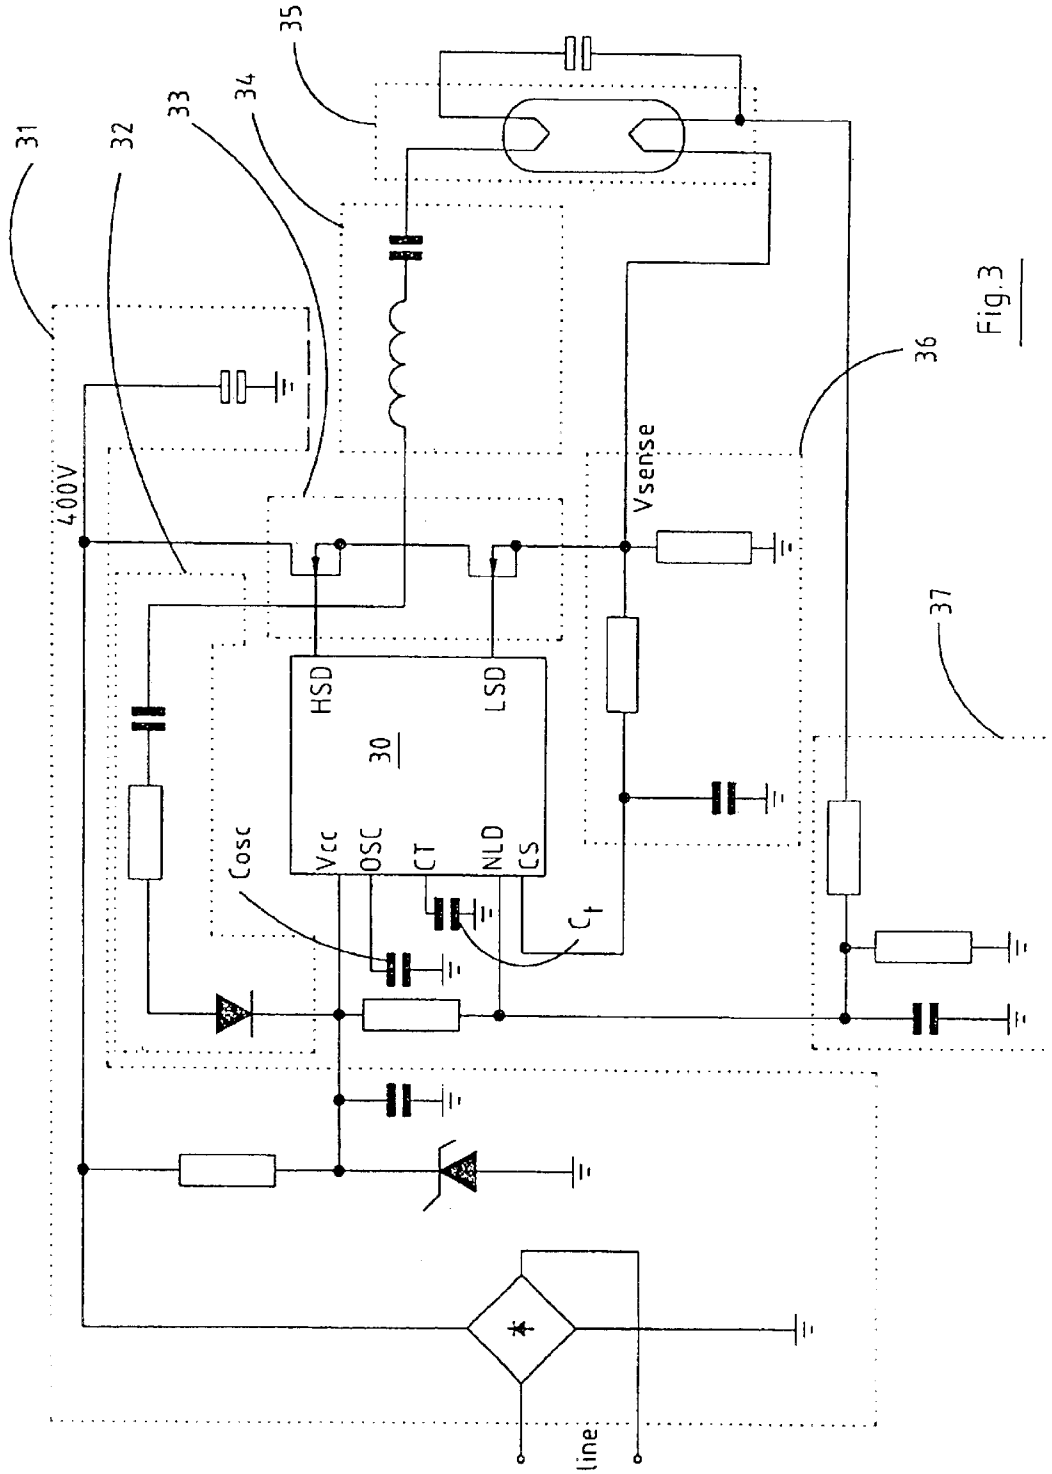 31
32
33
34
35
400V
Cosc
Vcc
OSC
CT
NLD
CS
HSD
LSD
30
Ct
Vsense
36
37
line
Fig.3